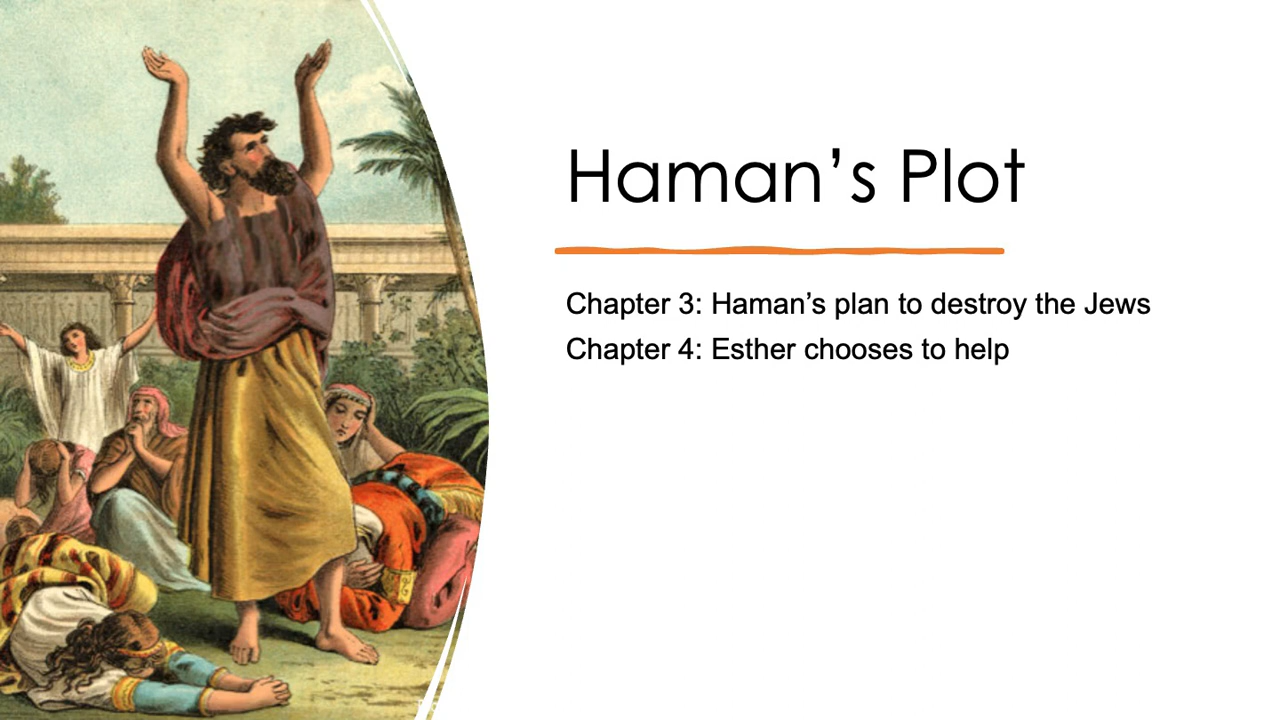 Haman’s Plot
Chapter 3: Haman’s plan to destroy the Jews
Chapter 4: Esther chooses to help